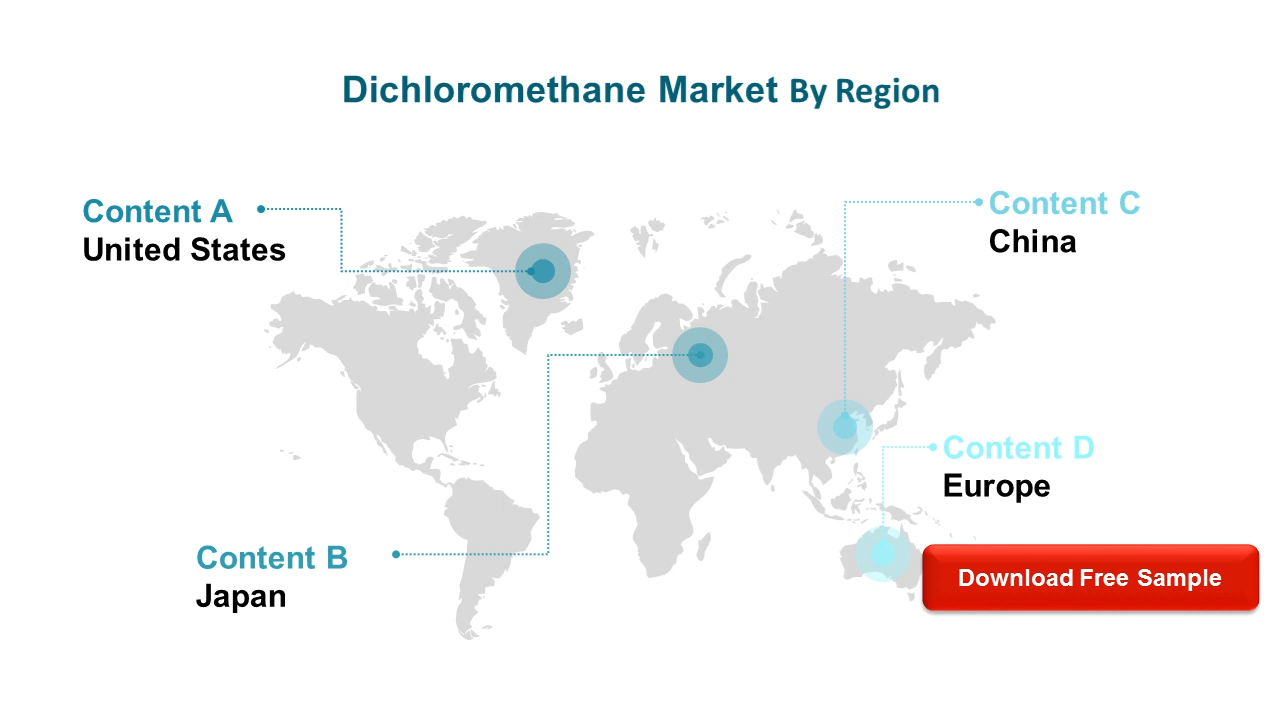 Dichloromethane Market By Region
Content A
United States
Content C
China
Content D
Europe
Content B
Japan
Download Free Sample